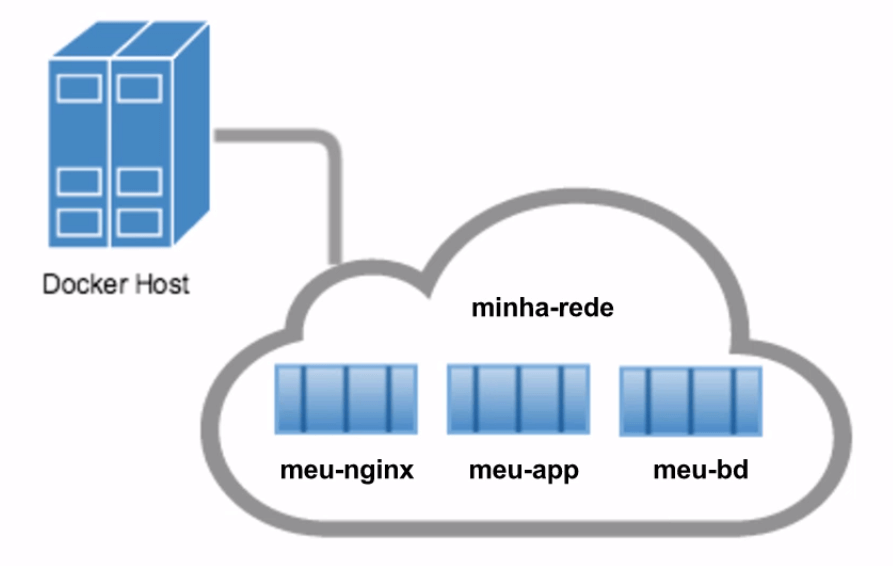 Docker Host
minha-rede
meu-nginx
meu-app
meu-bd